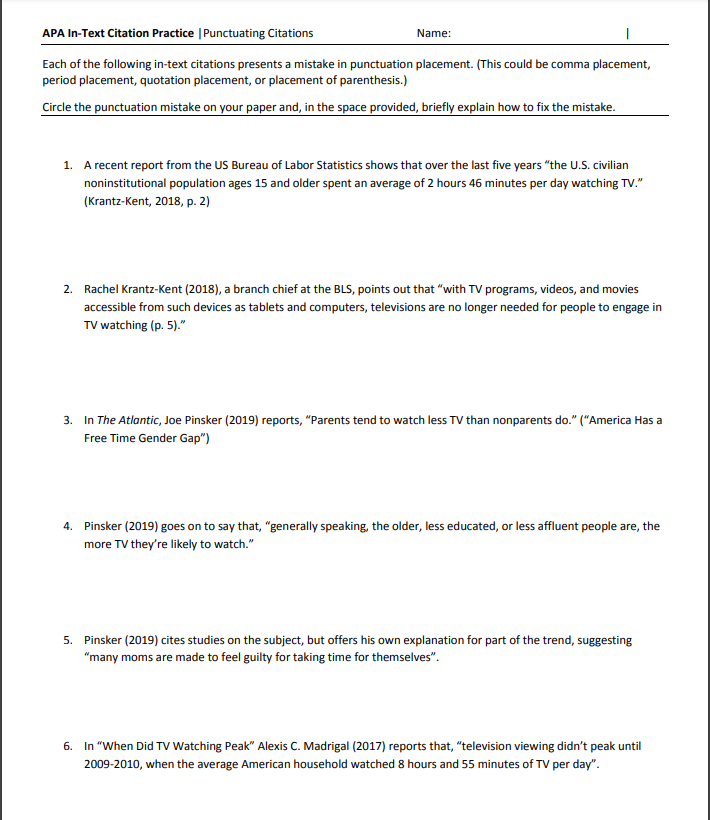 APA In-Text Citation Practice |Punctuating Citations Name: |
Each of the following in-text citations presents a mistake in punctuation placement. (This could be comma placement,
period placement, quotation placement, or placement of parenthesis.)
Circle the punctuation mistake on your paper and, in the space provided, briefly explain how to fix the mistake.
1. A recent report from the US Bureau of Labor Statistics shows that over the last five years “the U.S. civilian
noninstitutional population ages 15 and older spent an average of 2 hours 46 minutes per day watching TV.”
(Krantz-Kent, 2018, p. 2)
2. Rachel Krantz-Kent (2018), a branch chief at the BLS, points out that “with TV programs, videos, and movies
accessible from such devices as tablets and computers, televisions are no longer needed for people to engage in
TV watching (p. 5).”
3. In The Atlantic, Joe Pinsker (2019) reports, “Parents tend to watch less TV than nonparents do.” (“America Has a
Free Time Gender Gap”)
4. Pinsker (2019) goes on to say that, “generally speaking, the older, less educated, or less affluent people are, the
more TV they’re likely to watch.”
5. Pinsker (2019) cites studies on the subject, but offers his own explanation for part of the trend, suggesting
“many moms are made to feel guilty for taking time for themselves”.
6. In “When Did TV Watching Peak” Alexis C. Madrigal (2017) reports that, “television viewing didn’t peak until
2009-2010, when the average American household watched 8 hours and 55 minutes of TV per day”.